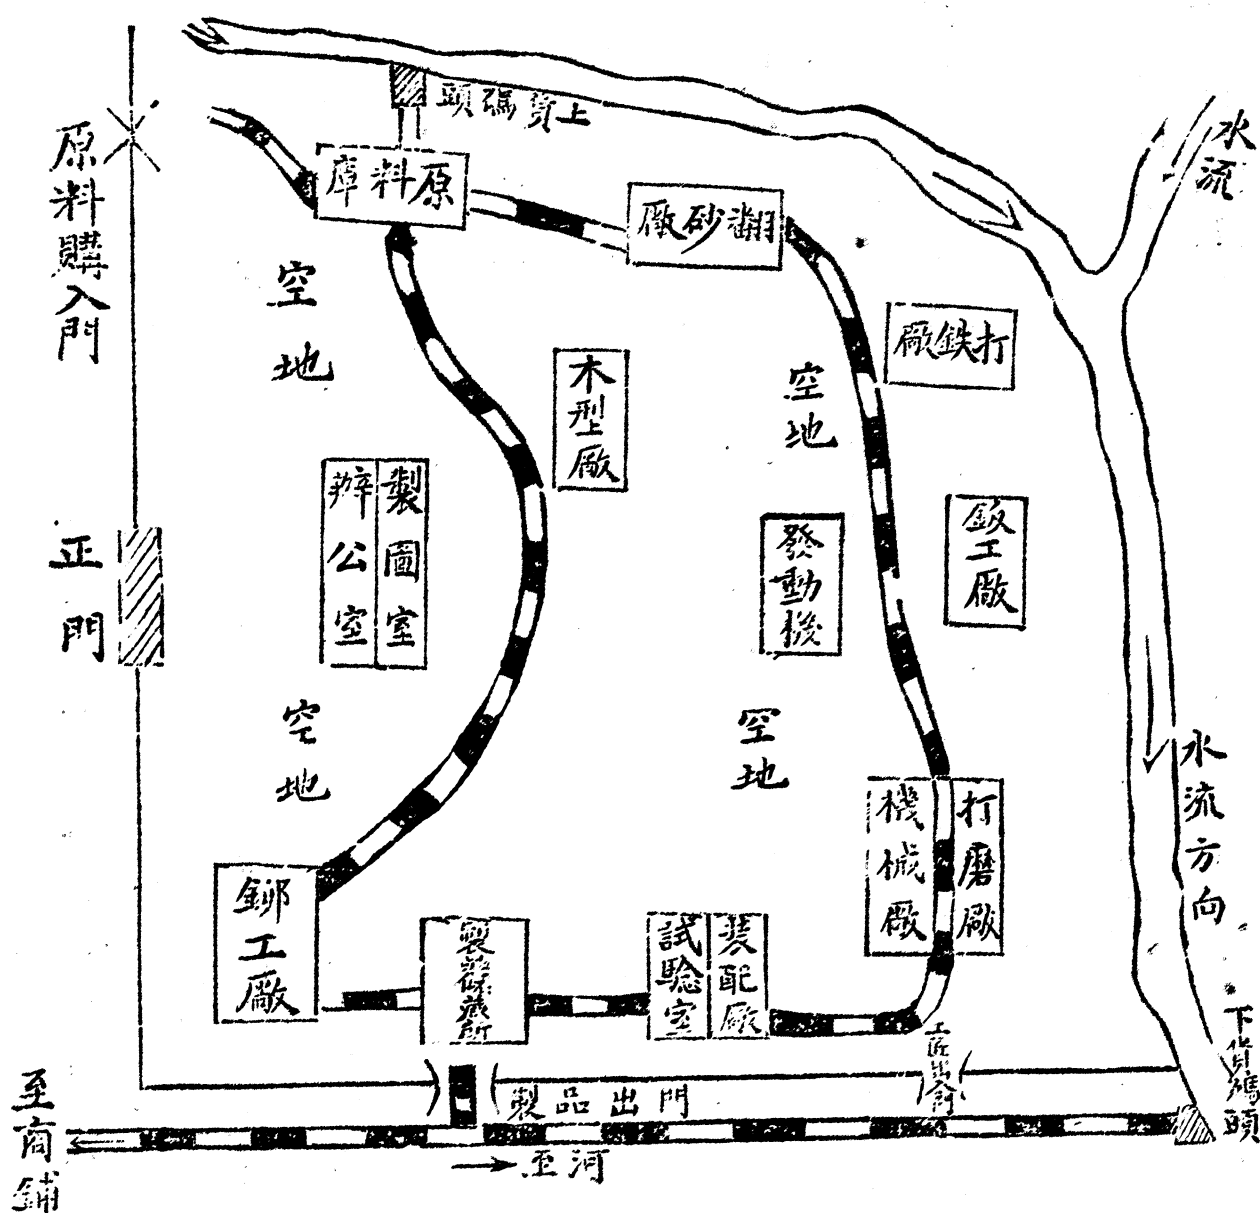 上貨碼頭
水流
原料購入門
原料庫
翻砂廠
空地
打鉄廠
木型廠
空地
製圖室
辦公室
鈑工廠
發動機
正門
空地
空地
水流方向
打磨廠
機械廠
鉚工廠
裝配廠
試驗室
工匠出
下貨碼頭
製品出門
至商鋪
至河